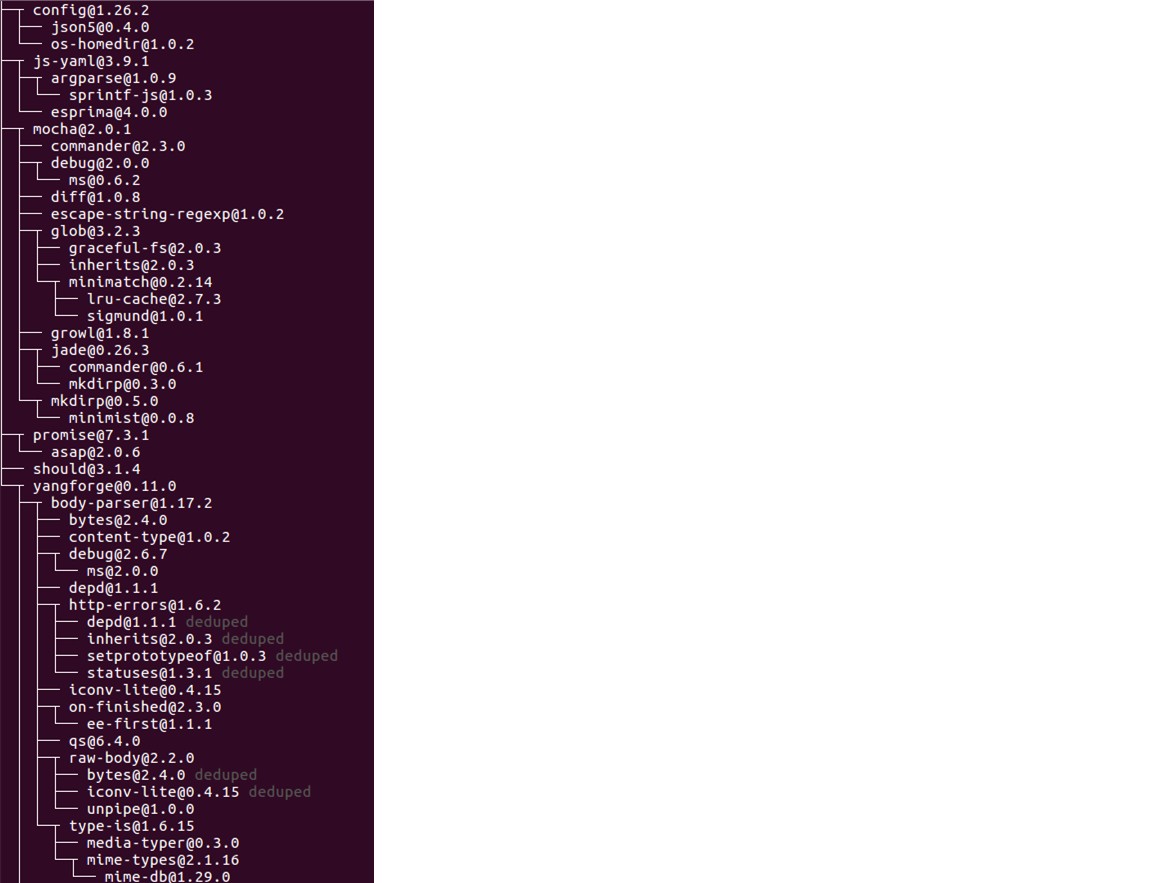 config@1.26.2
json5@0.4.0
os-homedir@1.0.2
js-yaml@3.9.1
argparse@1.0.9
sprintf-js@1.0.3
esprima@4.0.0
mocha@2.0.1
commander@2.3.0
debug@2.0.0
ms@0.6.2
diff@1.0.8
escape-string-regexp@1.0.2
glob@3.2.3
graceful-fs@2.0.3
inherits@2.0.3
minimatch@0.2.14
lru-cache@2.7.3
sigmund@1.0.1
growl@1.8.1
jade@0.26.3
commander@0.6.1
mkdirp@0.3.0
mkdirp@0.5.0
minimist@0.0.8
promise@7.3.1
asap@2.0.6
should@3.1.4
yangforge@0.11.0
body-parser@1.17.2
bytes@2.4.0
content-type@1.0.2
debug@2.6.7
ms@2.0.0
depd@1.1.1
http-errors@1.6.2
depd@1.1.1 deduped
inherits@2.0.3 deduped
setprototypeof@1.0.3 deduped
statuses@1.3.1 deduped
iconv-lite@0.4.15
on-finished@2.3.0
ee-first@1.1.1
qs@6.4.0
raw-body@2.2.0
bytes@2.4.0 deduped
iconv-lite@0.4.15 deduped
unpipe@1.0.0
type-is@1.6.15
media-typer@0.3.0
mime-types@2.1.16
mime-db@1.29.0